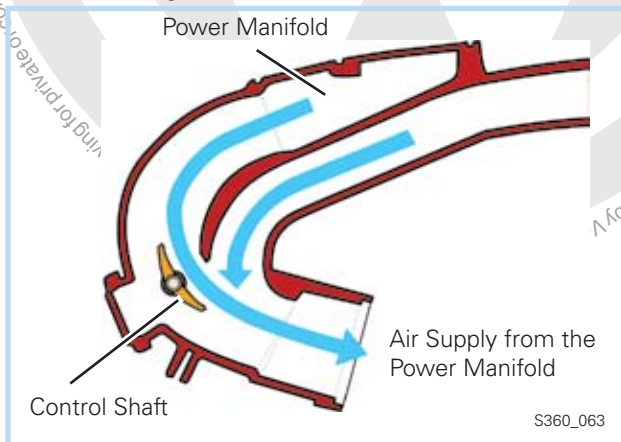 Power Manifold
Air Supply from the
Power Manifold
Control Shaft
S360_063